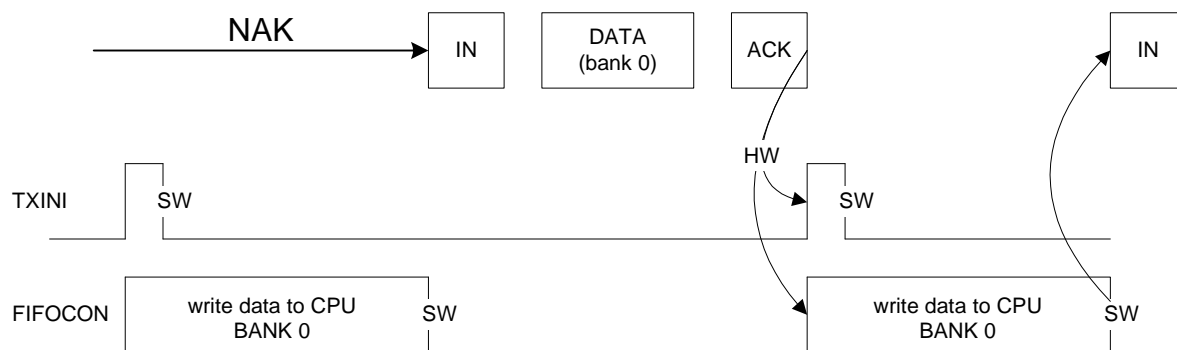 NAK
IN
DATA
(bank 0)
ACK
IN
HW
TXINI
SW
SW
FIFOCON
write data to CPU
BANK 0
SW
write data to CPU
BANK 0
SW